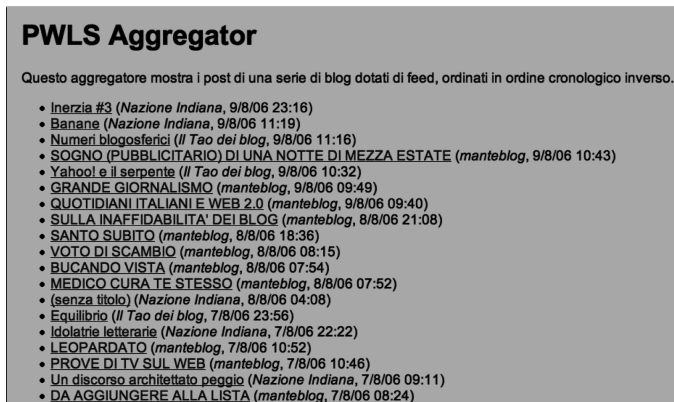 PWLS Aggregator
Questo aggregatore mostra i post di una serie di blog dotati di feed, ordinati in ordine cronologico inverso.
• Inerzia #3 (Nazione Indiana, 9/8/06 23:16)
• Banane (Nazione Indiana, 9/8/06 11:19)
• Numeri blogosferici (Il Tao dei blog, 9/8/06 11:16)
• SOGNO (PUBBLICITARIO) DI UNA NOTTE DI MEZZA ESTATE (manteblog, 9/8/06 10:43)
• Yahoo! e il serpente (Il Tao dei blog, 9/8/06 10:32)
• GRANDE GIORNALISMO (manteblog, 9/8/06 09:49)
• QUOTIDIANI ITALIANI E WEB 2.0 (manteblog, 9/8/06 09:40)
• SULLA INAFFIDABILITA' DEI BLOG (manteblog, 8/8/06 21:08)
• SANTO SUBITO (manteblog, 8/8/06 18:36)
• VOTO DI SCAMBIO (manteblog, 8/8/06 08:15)
• BUCANDO VISTA (manteblog, 8/8/06 07:54)
• MEDICO CURA TE STESSO (manteblog, 8/8/06 07:52)
• (senza titolo) (Nazione Indiana, 8/8/06 04:08)
• Equilibrio (Il Tao dei blog, 7/8/06 23:56)
• Idolatrie letterarie (Nazione Indiana, 7/8/06 22:22)
• LEOPARDATO (manteblog, 7/8/06 10:52)
• PROVE DI TV SUL WEB (manteblog, 7/8/06 10:46)
• Un discorso architettato peggio (Nazione Indiana, 7/8/06 09:11)
• DA AGGIUNGERE ALLA LISTA (manteblog, 7/8/06 08:24)